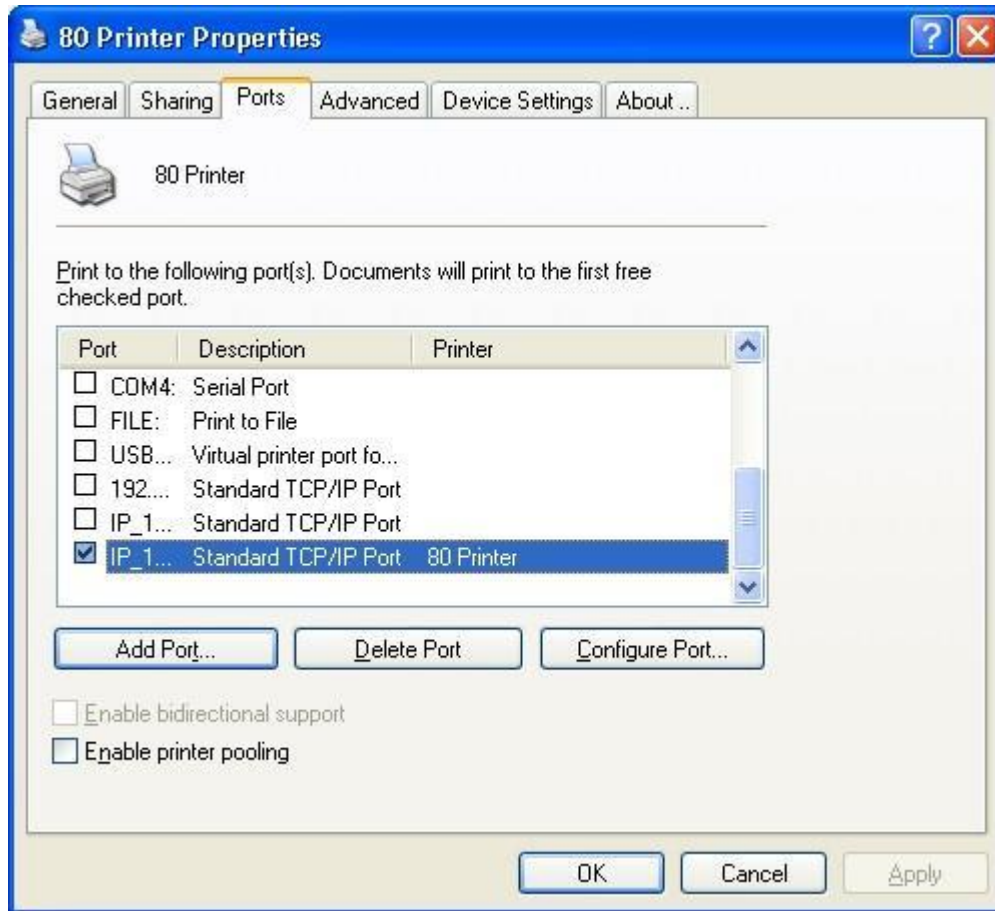 80 Printer Properties
?
General Sharing Ports Advanced Device Settings About ..
80 Printer
Print to the following port(s). Documents will print to the first free
checked port.
Port Description Printer
COM4: Serial Port
FILE: Print to File
USB... Virtual printer port fo...
192.... Standard TCP/IP Port
IP_1... Standard TCP/IP Port
IP_1... Standard TCP/IP Port 80 Printer
Add Port... Delete Port Configure Port...
Enable bidirectional support
Enable printer pooling
OK Cancel Apply